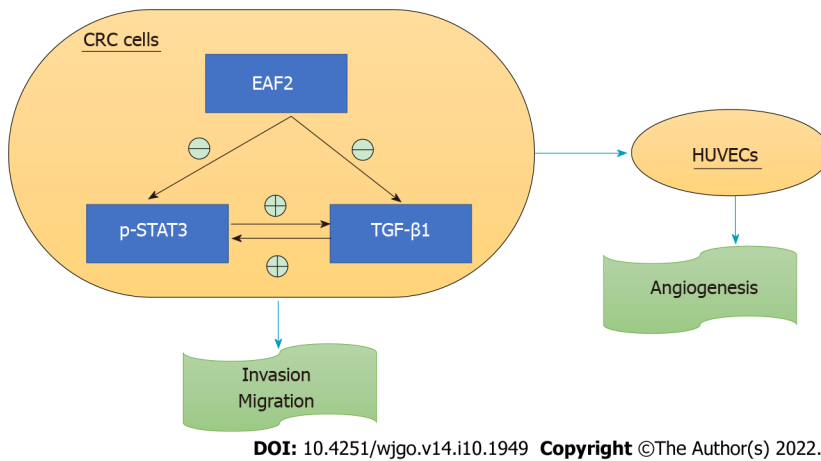 CRC cells
EAF2
p-STAT3
TGF-β1
HUVECs
Angiogenesis
Invasion
Migration
DOI: 10.4251/wjgo.v14.i10.1949 Copyright ©The Author(s) 2022.